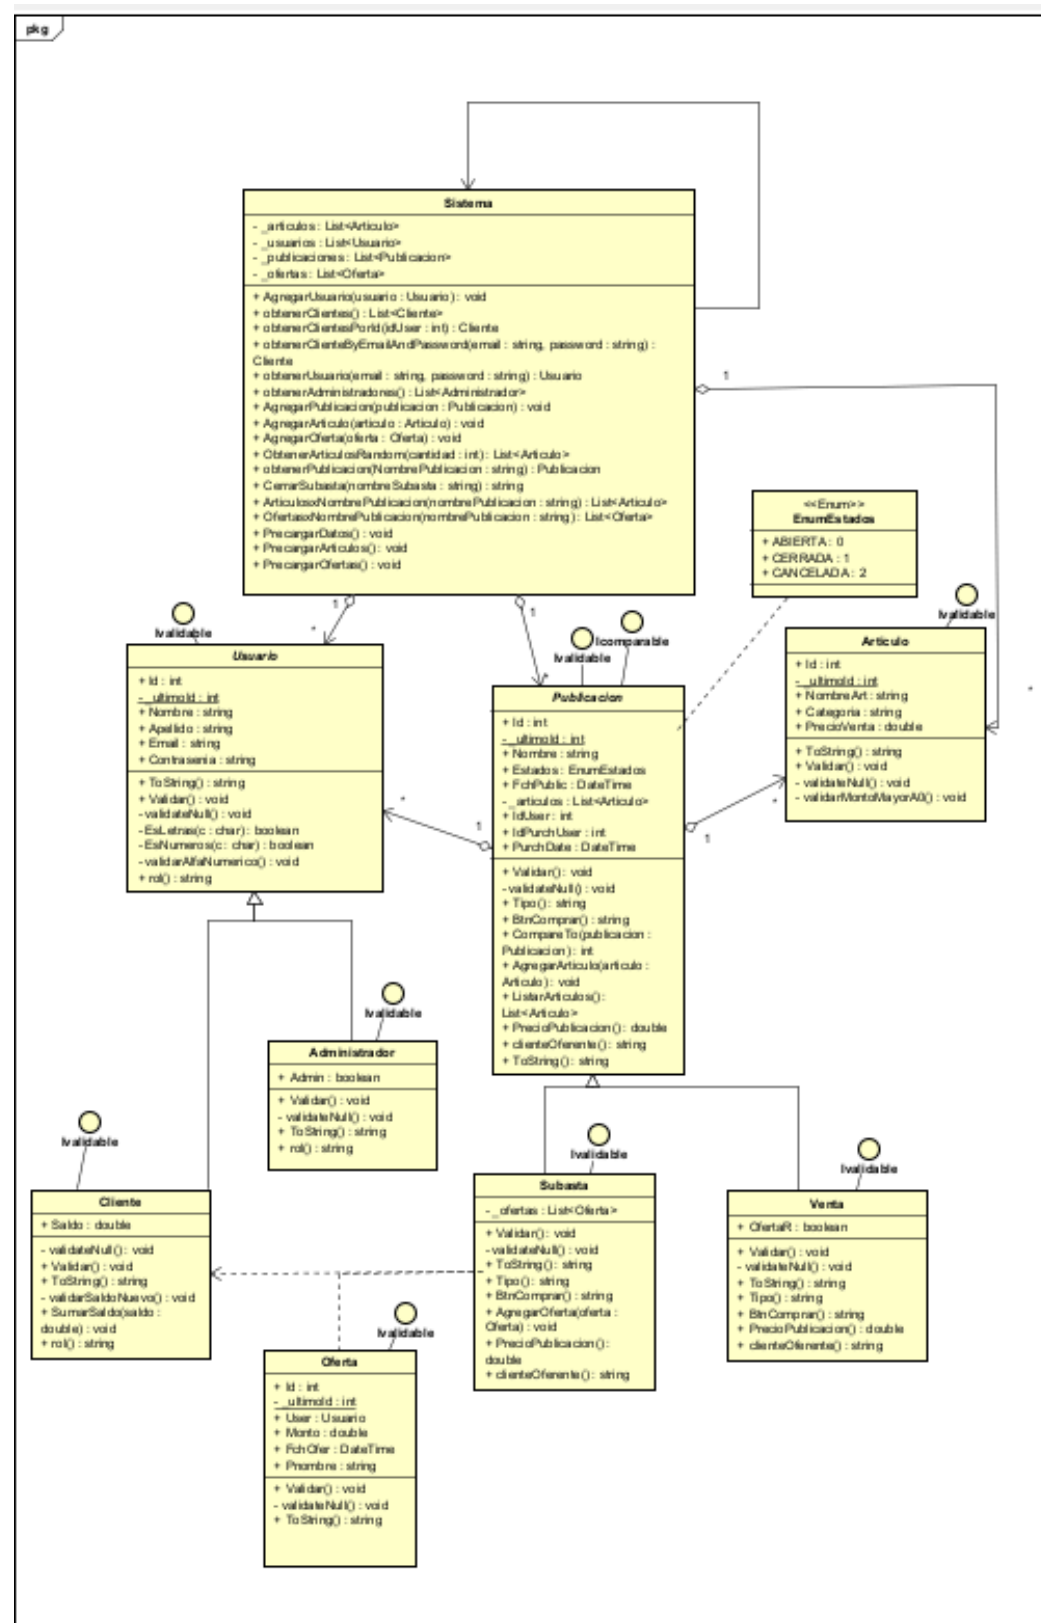 pkg
Sistema
- _articulos : List<Articulo>
- _usuarios : List<Usuario>
- _publicaciones : List<Publicacion>
- _ofertas : List<Oferta>
+ AgregarUsuario(usuario : Usuario) : void
+ obtenerClientes() : List<Cliente>
+ obtenerClientesPorId(idUser : int) : Cliente
+ obtenerClienteByEmailAndPassword(email : string, password : string) :
Cliente
+ obtenerUsuario(email : string, password : string) : Usuario
+ obtenerAdministradores() : List<Administrador>
+ AgregarPublicacion(publicacion : Publicacion) : void
+ AgregarArticulo(articulo : Articulo) : void
+ AgregarOferta(oferta : Oferta) : void
+ ObtenerArticulosRandom(cantidad : int) : List<Articulo>
+ obtenerPublicacion(NombrePublicacion : string) : Publicacion
+ CerrarSubasta(nombreSubasta : string) : string
+ ArticulosxNombrePublicacion(nombrePublicacion : string) : List<Articulo>
+ OfertasxNombrePublicacion(nombrePublicacion : string) : List<Oferta>
+ PrecargarDatos() : void
+ PrecargarArticulos() : void
+ PrecargarOfertas() : void
1
*
1
*
1
*
<<Enum>>
EnumEstados
+ ABIERTA : 0
+ CERRADA : 1
+ CANCELADA : 2
Ivalidable
Usuario
+ Id : int
- _ultimoId : int
+ Nombre : string
+ Apellido : string
+ Email : string
+ Contrasenia : string
+ ToString() : string
+ Validar() : void
- validateNull() : void
- EsLetras(c : char) : boolean
- EsNumeros(c : char) : boolean
- validarAlfaNumerico() : void
+ rol() : string
Ivalidable
Icomparable
Publicacion
+ Id : int
- _ultimoId : int
+ Nombre : string
+ Estados : EnumEstados
+ FchPublic : DateTime
- _articulos : List<Articulo>
+ IdUser : int
+ IdPurchUser : int
+ PurchDate : DateTime
+ Validar() : void
- validateNull() : void
+ Tipo() : string
+ BtnComprar() : string
+ CompareTo(publicacion :
Publicacion) : int
+ AgregarArticulo(articulo :
Articulo) : void
+ ListarArticulos() :
List<Articulo>
+ PrecioPublicacion() : double
+ clienteOferente() : string
+ ToString() : string
Ivalidable
Articulo
+ Id : int
- _ultimoId : int
+ NombreArt : string
+ Categoria : string
+ PrecioVenta : double
+ ToString() : string
+ Validar() : void
- validateNull() : void
- validarMontoMayorA0() : void
*
1
*
1
Ivalidable
Administrador
+ Admin : boolean
+ Validar() : void
- validateNull() : void
+ ToString() : string
+ rol() : string
Ivalidable
Cliente
+ Saldo : double
- validateNull() : void
+ Validar() : void
+ ToString() : string
- validarSaldoNuevo() : void
+ SumarSaldo(saldo :
double) : void
+ rol() : string
Ivalidable
Subasta
- _ofertas : List<Oferta>
+ Validar() : void
- validateNull() : void
+ ToString() : string
+ Tipo() : string
+ BtnComprar() : string
+ AgregarOferta(oferta :
Oferta) : void
+ PrecioPublicacion() :
double
+ clienteOferente() : string
Ivalidable
Venta
+ OfertaR : boolean
+ Validar() : void
- validateNull() : void
+ ToString() : string
+ Tipo() : string
+ BtnComprar() : string
+ PrecioPublicacion() : double
+ clienteOferente() : string
Ivalidable
Oferta
+ Id : int
- _ultimoId : int
+ User : Usuario
+ Monto : double
+ FchOfer : DateTime
+ Pnombre : string
+ Validar() : void
- validateNull() : void
+ ToString() : string